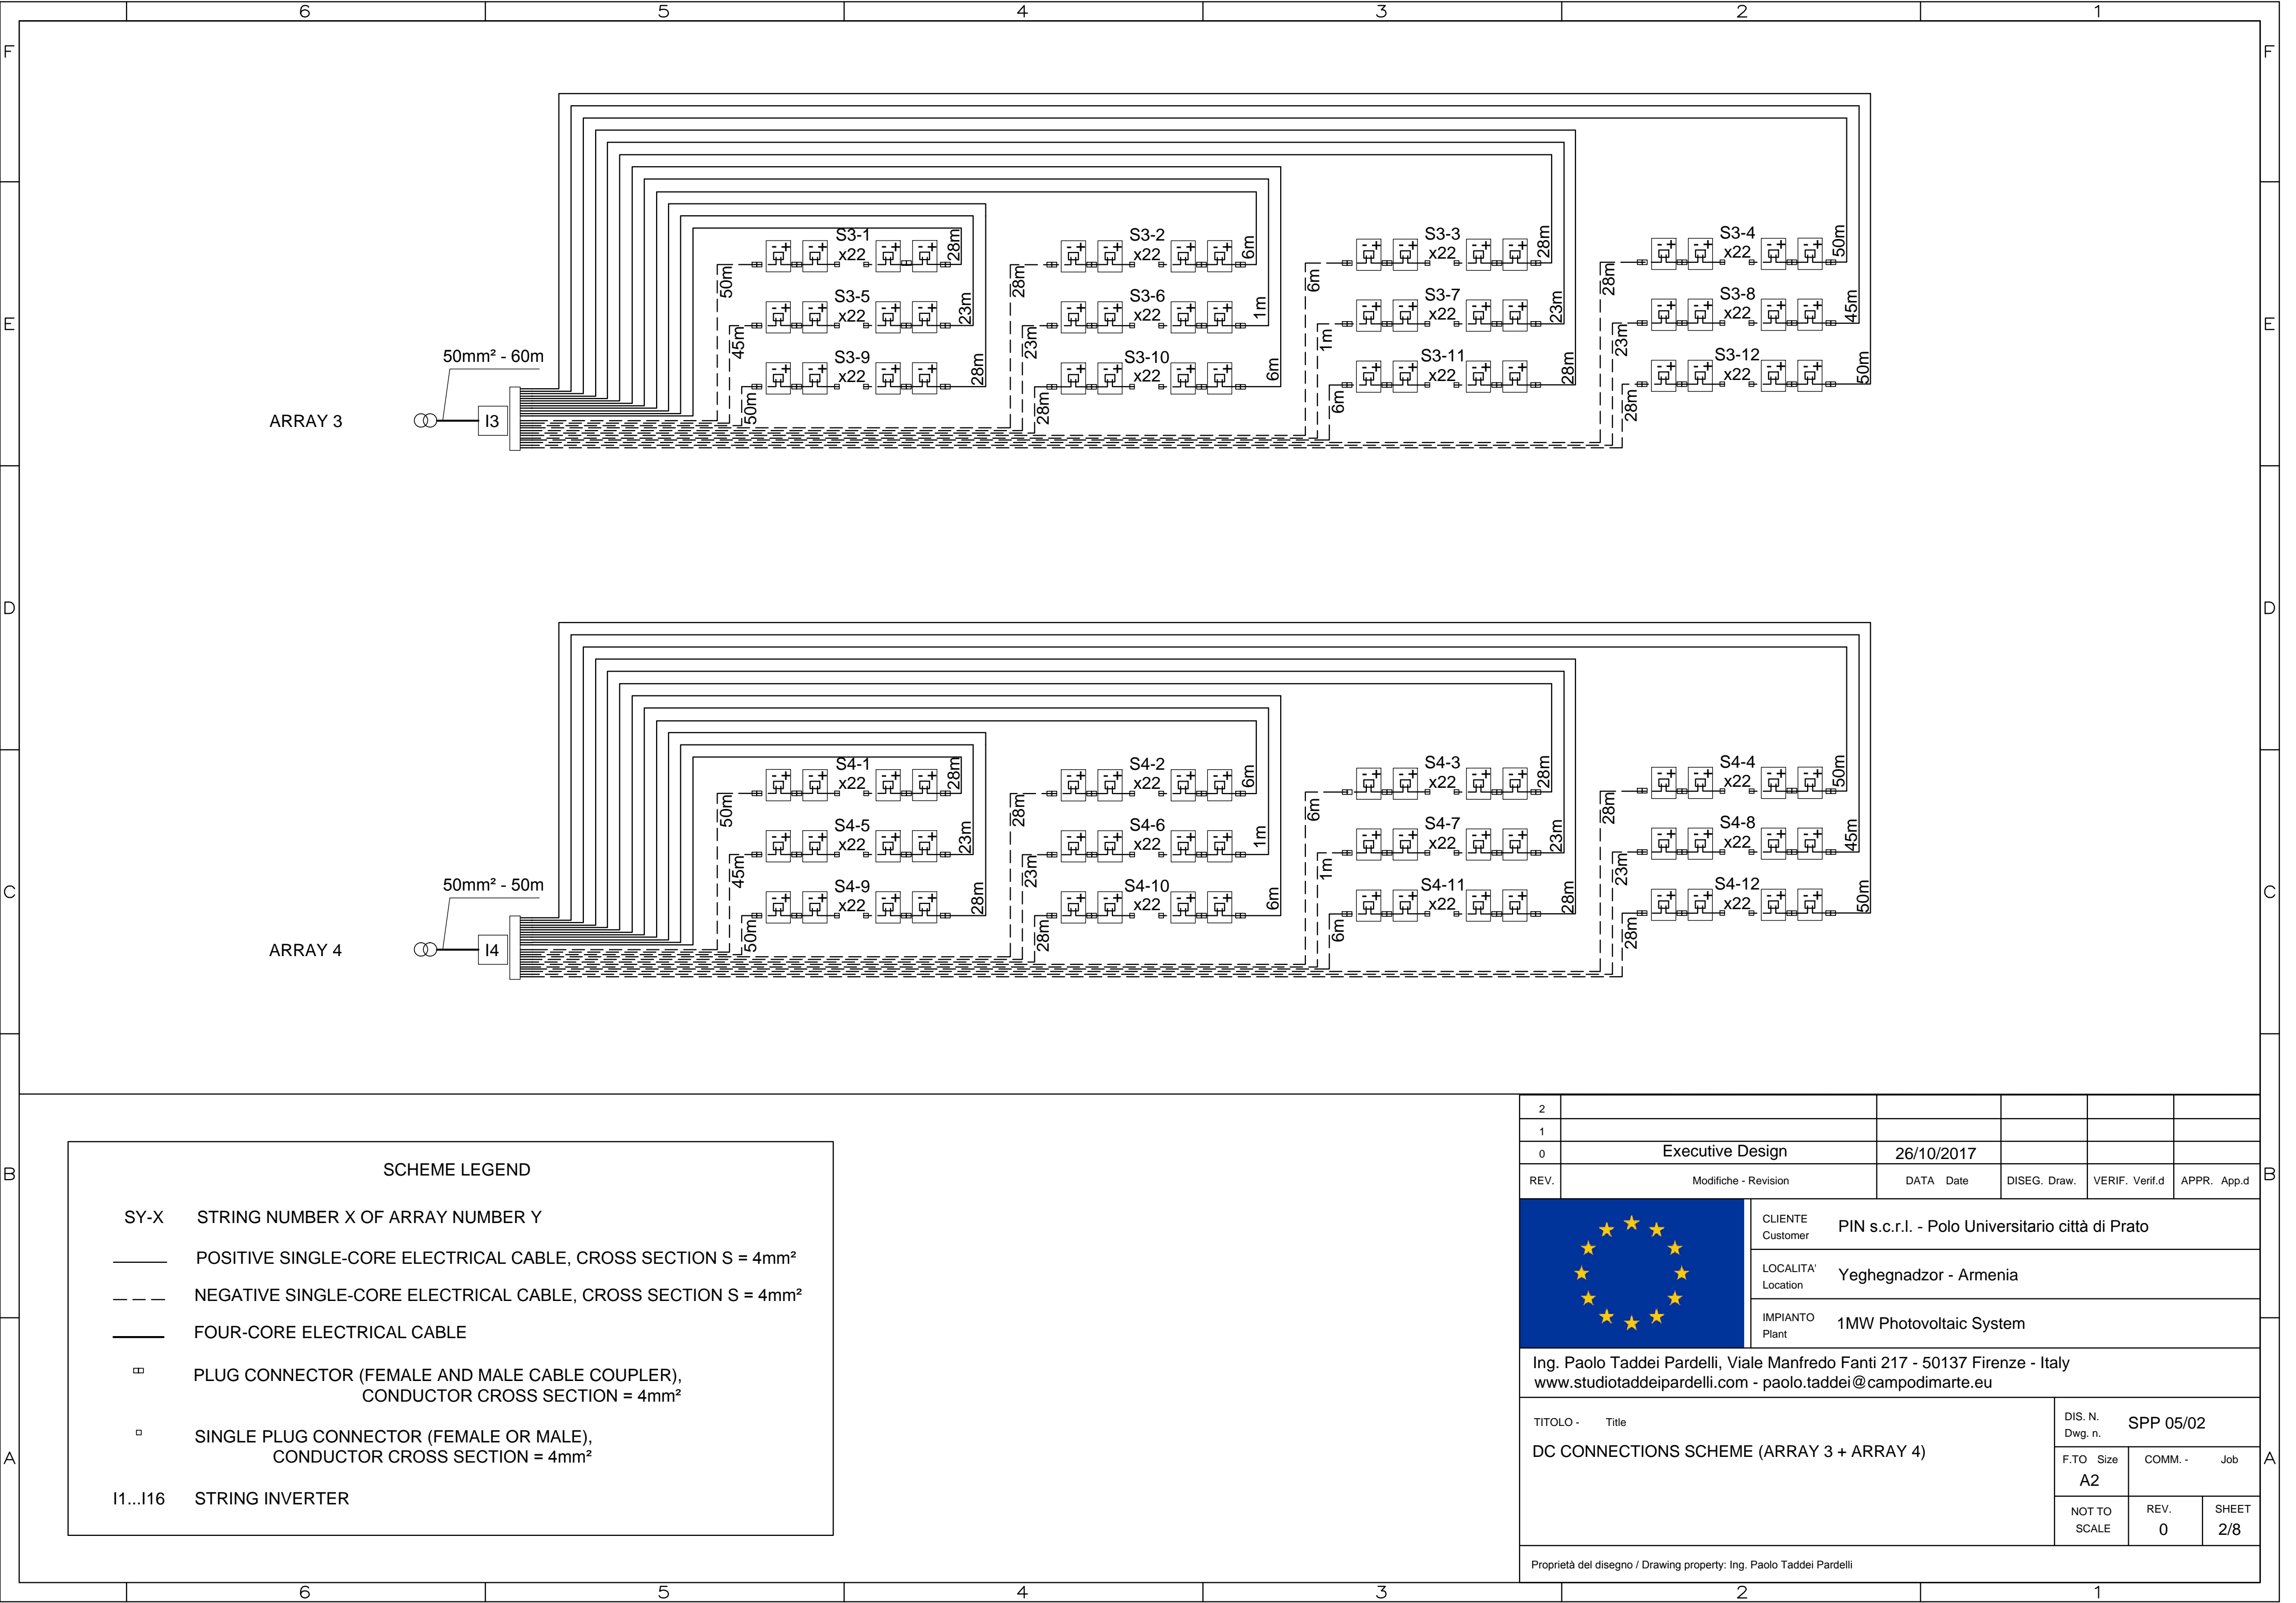 6 5 4 3 2 1
F F
E E
D D
C C
B B
A A
S3-1 S3-2 S3-3 S3-4
x22 x22 x22 x22
50m 28m 28m 6m 6m 28m 28m 50m
S3-5 S3-6 S3-7 S3-8
x22 x22 x22 x22
45m 23m 23m 1m 1m 23m 23m 45m
S3-9 S3-10 S3-11 S3-12
x22 x22 x22 x22
50m 28m 28m 6m 6m 28m 28m 50m
50mm² - 60m
ARRAY 3
I3
S4-1 S4-2 S4-3 S4-4
x22 x22 x22 x22
50m 28m 28m 6m 6m 28m 28m 50m
S4-5 S4-6 S4-7 S4-8
x22 x22 x22 x22
45m 23m 23m 1m 1m 23m 23m 45m
S4-9 S4-10 S4-11 S4-12
x22 x22 x22 x22
50m 28m 28m 6m 6m 28m 28m 50m
50mm² - 50m
ARRAY 4
I4
SCHEME LEGEND
SY-X STRING NUMBER X OF ARRAY NUMBER Y
POSITIVE SINGLE-CORE ELECTRICAL CABLE, CROSS SECTION S = 4mm²
NEGATIVE SINGLE-CORE ELECTRICAL CABLE, CROSS SECTION S = 4mm²
FOUR-CORE ELECTRICAL CABLE
PLUG CONNECTOR (FEMALE AND MALE CABLE COUPLER),
CONDUCTOR CROSS SECTION = 4mm²
SINGLE PLUG CONNECTOR (FEMALE OR MALE),
CONDUCTOR CROSS SECTION = 4mm²
I1...I16 STRING INVERTER
2
1
0 Executive Design 26/10/2017
REV. Modifiche - Revision DATA Date DISEG. Draw. VERIF. Verif.d APPR. App.d
CLIENTE
Customer
PIN s.c.r.l. - Polo Universitario città di Prato
LOCALITA'
Location
Yeghegnadzor - Armenia
IMPIANTO
Plant
1MW Photovoltaic System
Ing. Paolo Taddei Pardelli, Viale Manfredo Fanti 217 - 50137 Firenze - Italy
www.studiotaddeipardelli.com - paolo.taddei@campodimarte.eu
TITOLO - Title
DC CONNECTIONS SCHEME (ARRAY 3 + ARRAY 4)
DIS. N.
Dwg. n.
SPP 05/02
F.TO Size
A2
COMM. - Job
NOT TO
SCALE
REV.
0
SHEET
2/8
Proprietà del disegno / Drawing property: Ing. Paolo Taddei Pardelli
6 5 4 3 2 1